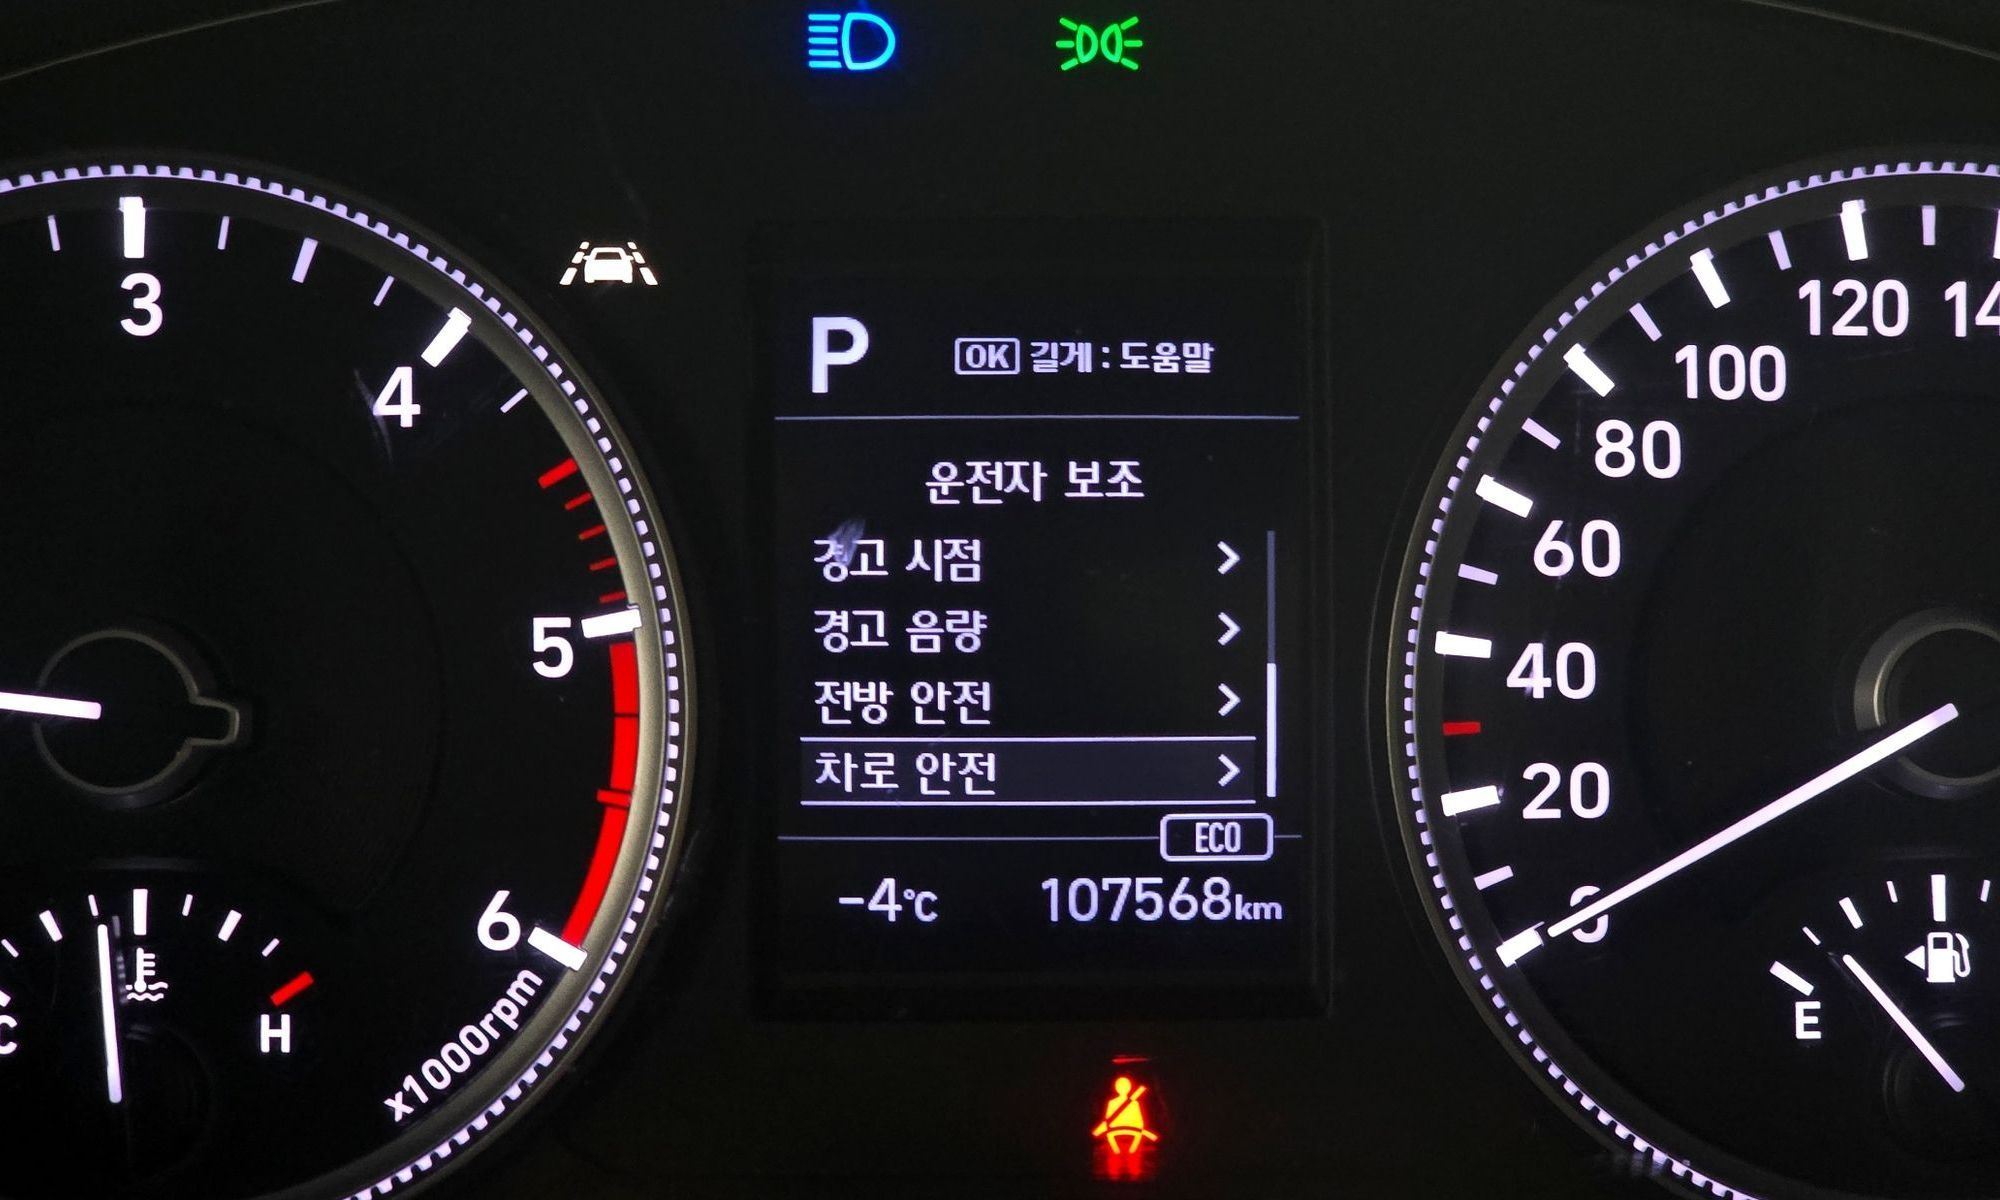 P
OK 길게 : 도움말
운전자 보조
경고 시점
경고 음량
전방 안전
차로 안전
ECO
-4°C 107568km
3
4
5
6
x1000rpm
C H
0
20
40
60
80
100
120
14
E